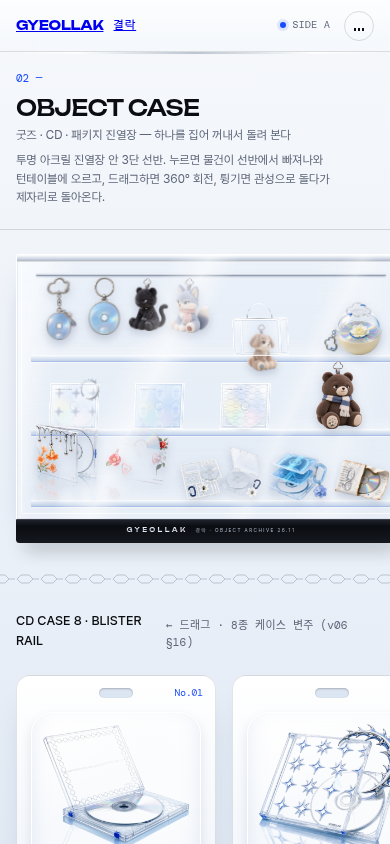 GYEOLLAK 결락
SIDE A
...
02 —
OBJECT CASE
굿즈 · CD · 패키지 진열장 — 하나를 집어 꺼내서 돌려 본다
투명 아크릴 진열장 안 3단 선반. 누르면 물건이 선반에서 빠져나와
턴테이블에 오르고, 드래그하면 360° 회전, 튕기면 관성으로 돌다가
제자리로 돌아온다.
GYEOLLAK 결락 · OBJECT ARCHIVE 26.11
CD CASE 8 · BLISTER
RAIL
← 드래그 · 8종 케이스 변주 (v06
§16)
No.01